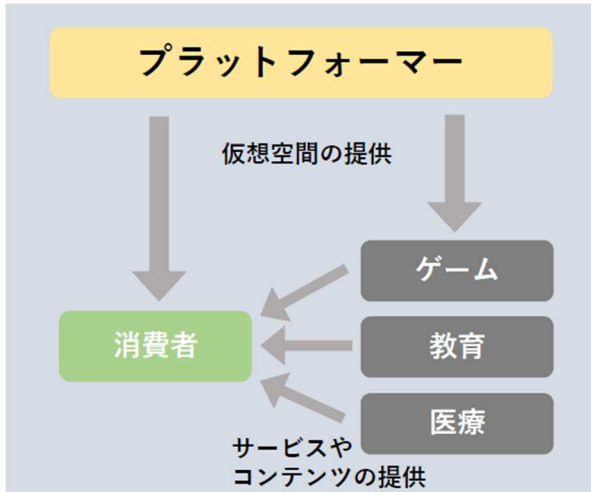 プラットフォーマー
仮想空間の提供
ゲーム
消費者
教育
医療
サービスや
コンテンツの提供